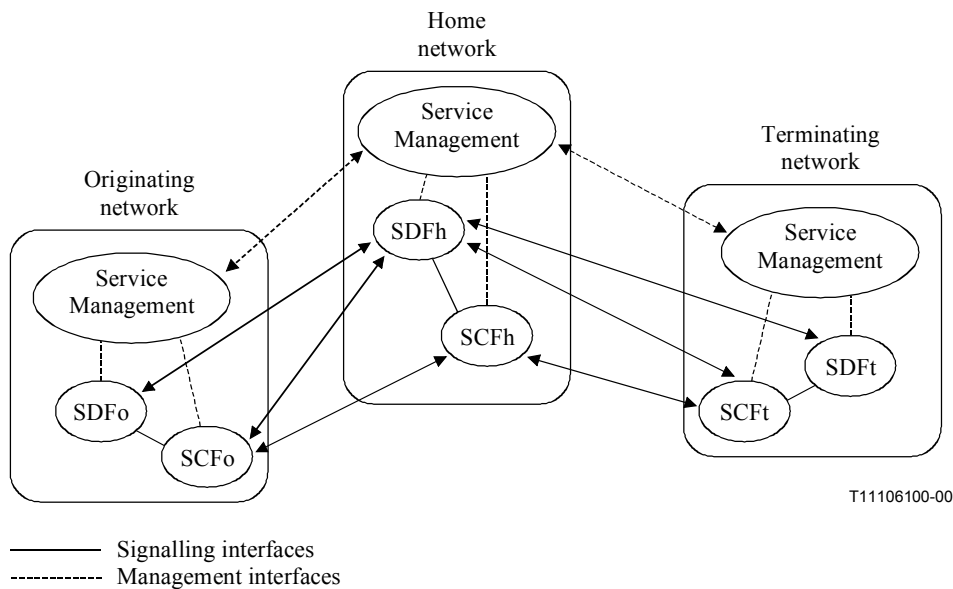 Home
network
Service
Management
Terminating
network
Originating
network
SDFh
Service
Management
Service
Management
SCFh
SDFt
SDFo
SCFt
SCFo
T11106100-00
Signalling interfaces
Management interfaces